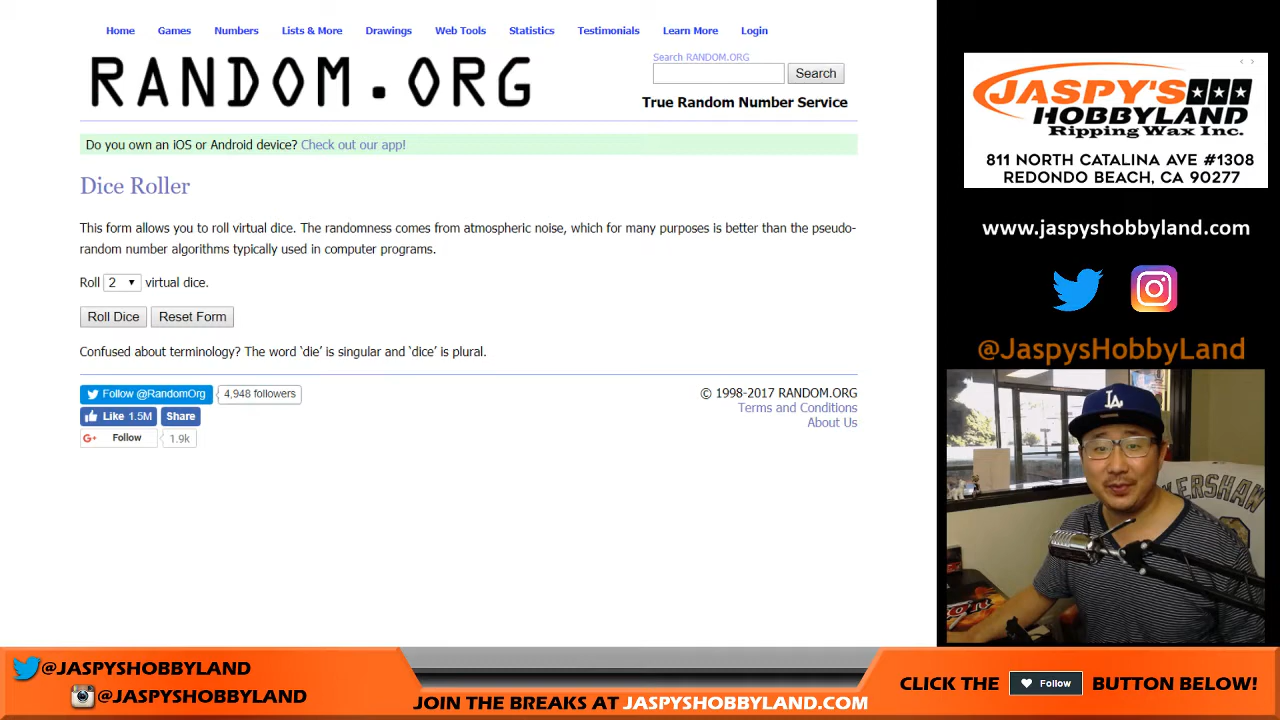 Home Games Numbers Lists & More Drawings Web Tools Statistics Testimonials Learn More Login
RANDOM.ORG
Search RANDOM.ORG
Search
True Random Number Service
Do you own an iOS or Android device? Check out our app!
Dice Roller
This form allows you to roll virtual dice. The randomness comes from atmospheric noise, which for many purposes is better than the pseudo-
random number algorithms typically used in computer programs.
Roll 2 virtual dice.
Roll Dice Reset Form
Confused about terminology? The word ‘die’ is singular and ‘dice’ is plural.
Follow @RandomOrg 4,948 followers
Like 1.5M Share
G+ Follow 1.9k
© 1998-2017 RANDOM.ORG
Terms and Conditions
About Us
JASPY'S
HOBBYLAND
Ripping Wax Inc.
811 NORTH CATALINA AVE #1308
REDONDO BEACH, CA 90277
www.jaspyshobbyland.com
@JaspysHobbyLand
LA
KERSHAW
@JASPYSHOBBYLAND
@JASPYSHOBBYLAND
JOIN THE BREAKS AT JASPYSHOBBYLAND.COM
CLICK THE Follow BUTTON BELOW!